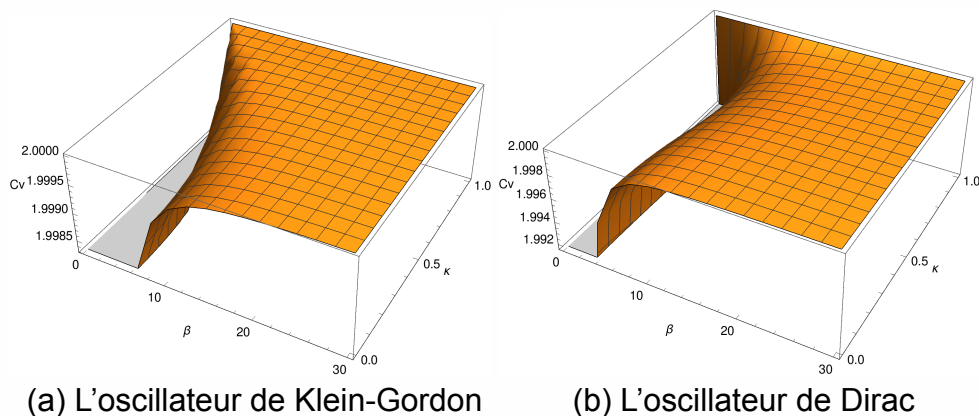 2.0000
Cv
1.9995
1.9990
1.9985
0
10
20
30
β
0.0
0.5
1.0
κ
2.000
1.998
Cv
1.996
1.994
1.992
0
10
20
30
β
0.0
0.5
1.0
κ
(a) L'oscillateur de Klein-Gordon
(b) L'oscillateur de Dirac